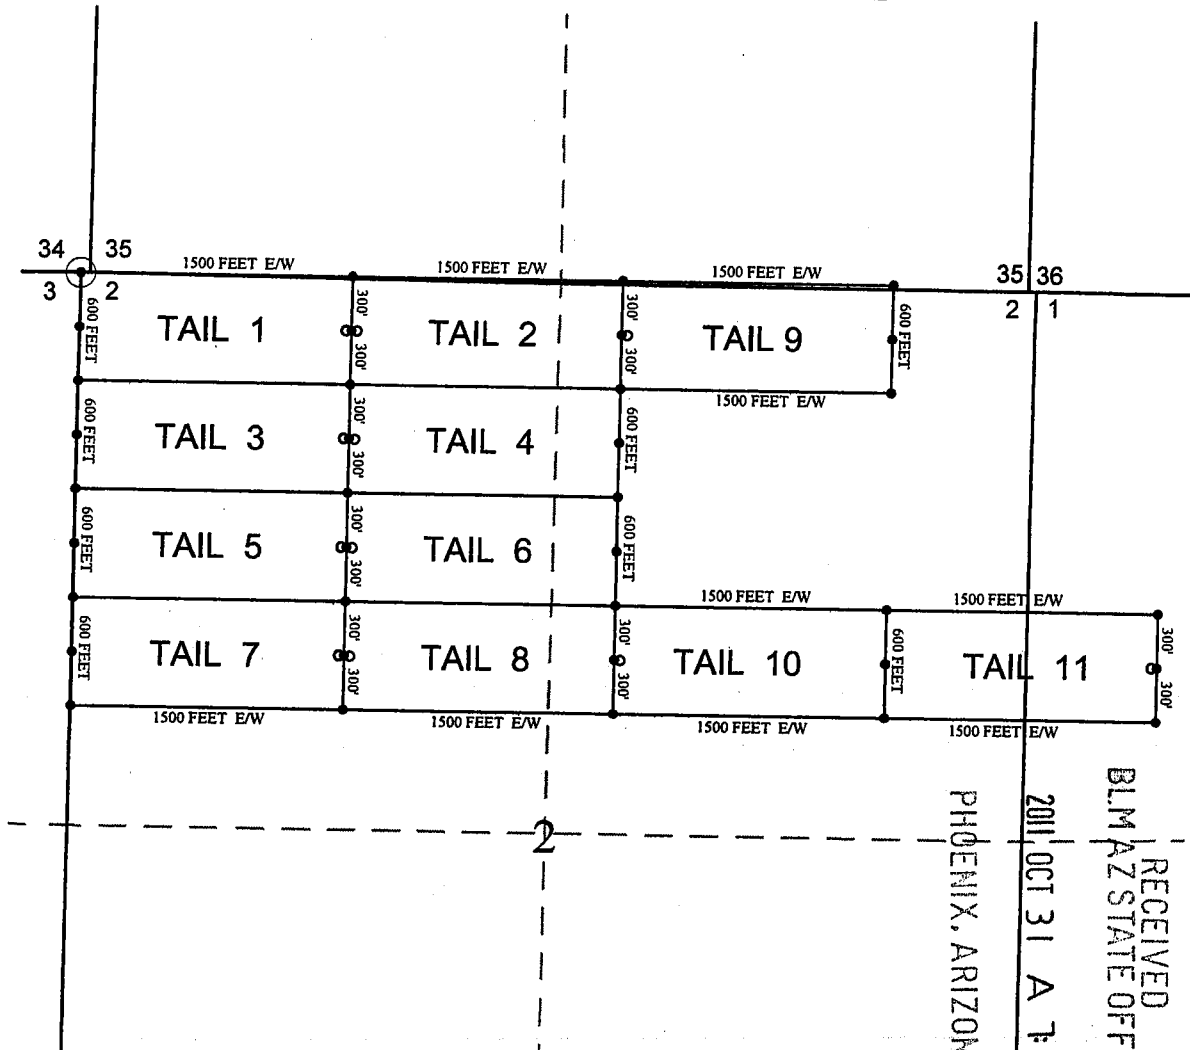 34 35
35 36
3 2
2 1
1500 FEET E/W
1500 FEET E/W
1500 FEET E/W
600 FEET
TAIL 1
300'
300'
TAIL 2
300'
300'
TAIL 9
600 FEET
1500 FEET E/W
600 FEET
TAIL 3
300'
300'
TAIL 4
600 FEET
600 FEET
TAIL 5
300'
300'
TAIL 6
600 FEET
1500 FEET E/W
1500 FEET E/W
600 FEET
TAIL 7
300'
300'
TAIL 8
300'
300'
TAIL 10
600 FEET
TAIL 11
300'
300'
1500 FEET E/W
1500 FEET E/W
1500 FEET E/W
1500 FEET E/W
2
RECEIVED
BLM AZ STATE OFF
2011 OCT 31 A
PHOENIX, ARIZON